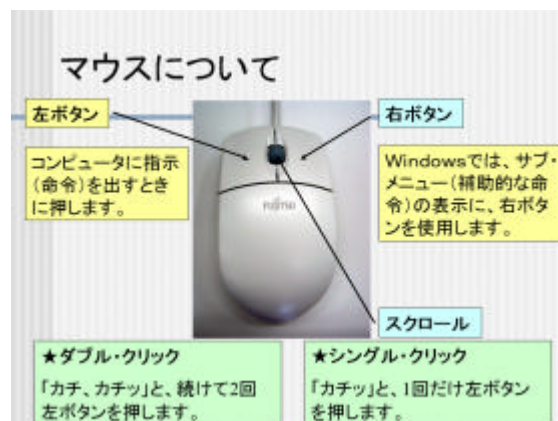 マウスについて
左ボタン
右ボタン
コンピュータに指示
(命令)を出すとき
に押します。
Windowsでは、サブ・
メニュー(補助的な命
令)の表示に、右ボタ
ンを使用します。
FUJITSU
スクロール
★ダブル・クリック
「カチ、カチッ」と、続けて2回
左ボタンを押します。
★シングル・クリック
「カチッ」と、1回だけ左ボタン
を押します。